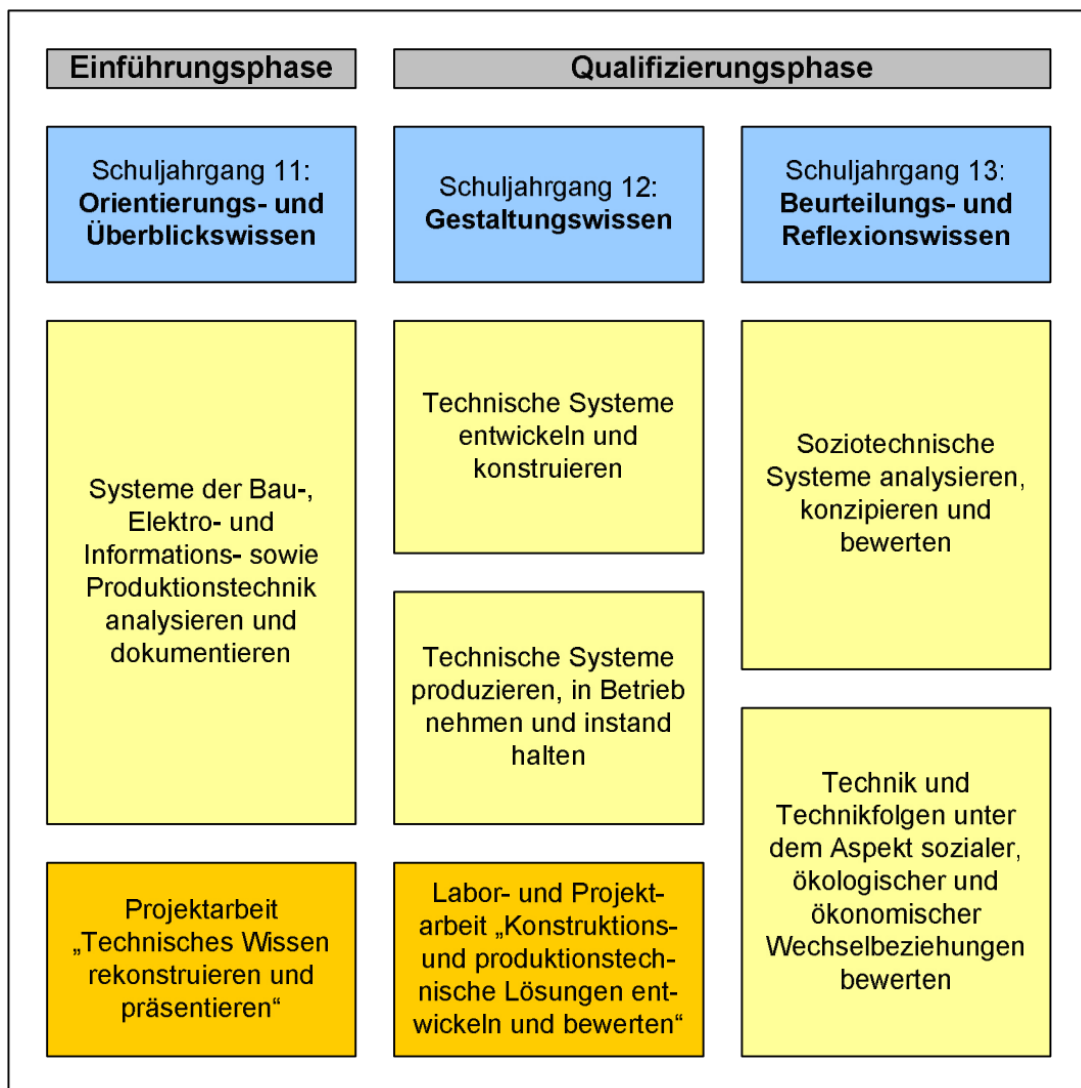 Einführungsphase
Qualifizierungsphase
Schuljahrgang 11:
Orientierungs- und
Überblickswissen
Schuljahrgang 12:
Gestaltungswissen
Schuljahrgang 13:
Beurteilungs- und
Reflexionswissen
Systeme der Bau-,
Elektro- und
Informations- sowie
Produktionstechnik
analysieren und
dokumentieren
Technische Systeme
entwickeln und
konstruieren
Technische Systeme
produzieren, in Betrieb
nehmen und instand
halten
Soziotechnische
Systeme analysieren,
konzipieren und
bewerten
Technik und
Technikfolgen unter
dem Aspekt sozialer,
ökologischer und
ökonomischer
Wechselbeziehungen
bewerten
Projektarbeit
„Technisches Wissen
rekonstruieren und
präsentieren“
Labor- und Projekt-
arbeit „Konstruktions-
und produktionstech-
nische Lösungen ent-
wickeln und bewerten“